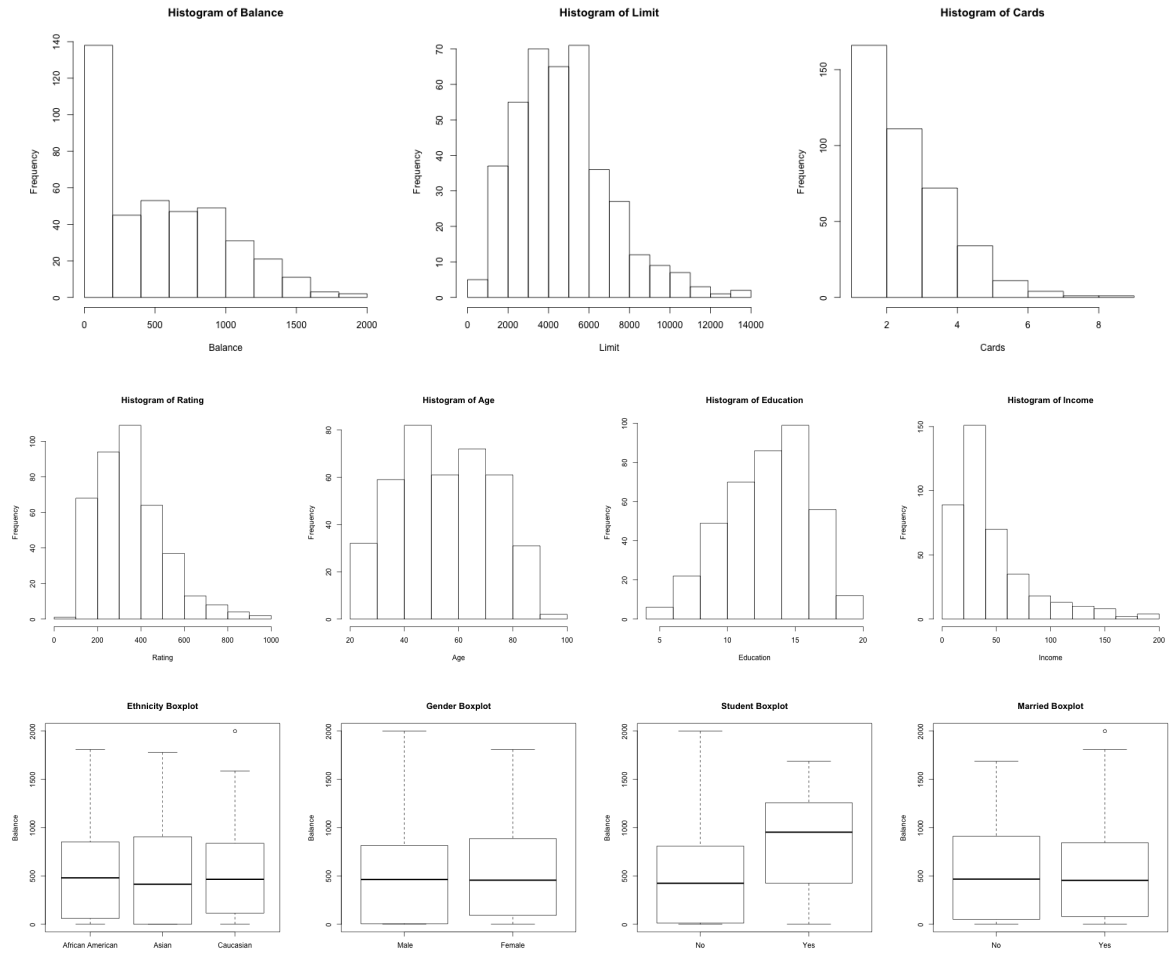 Histogram of Balance
Frequency
0 20 40 60 80 100 120 140
0 500 1000 1500 2000
Balance
Histogram of Limit
Frequency
0 10 20 30 40 50 60 70
0 2000 4000 6000 8000 10000 12000 14000
Limit
Histogram of Cards
Frequency
0 50 100 150
2 4 6 8
Cards
Histogram of Rating
Frequency
0 20 40 60 80 100
0 200 400 600 800 1000
Rating
Histogram of Age
Frequency
0 20 40 60 80
20 40 60 80 100
Age
Histogram of Education
Frequency
0 20 40 60 80 100
5 10 15 20
Education
Histogram of Income
Frequency
0 50 100 150
0 50 100 150 200
Income
Ethnicity Boxplot
Balance
0 500 1000 1500 2000
African American Asian Caucasian
Gender Boxplot
Balance
0 500 1000 1500 2000
Male Female
Student Boxplot
Balance
0 500 1000 1500 2000
No Yes
Married Boxplot
Balance
0 500 1000 1500 2000
No Yes